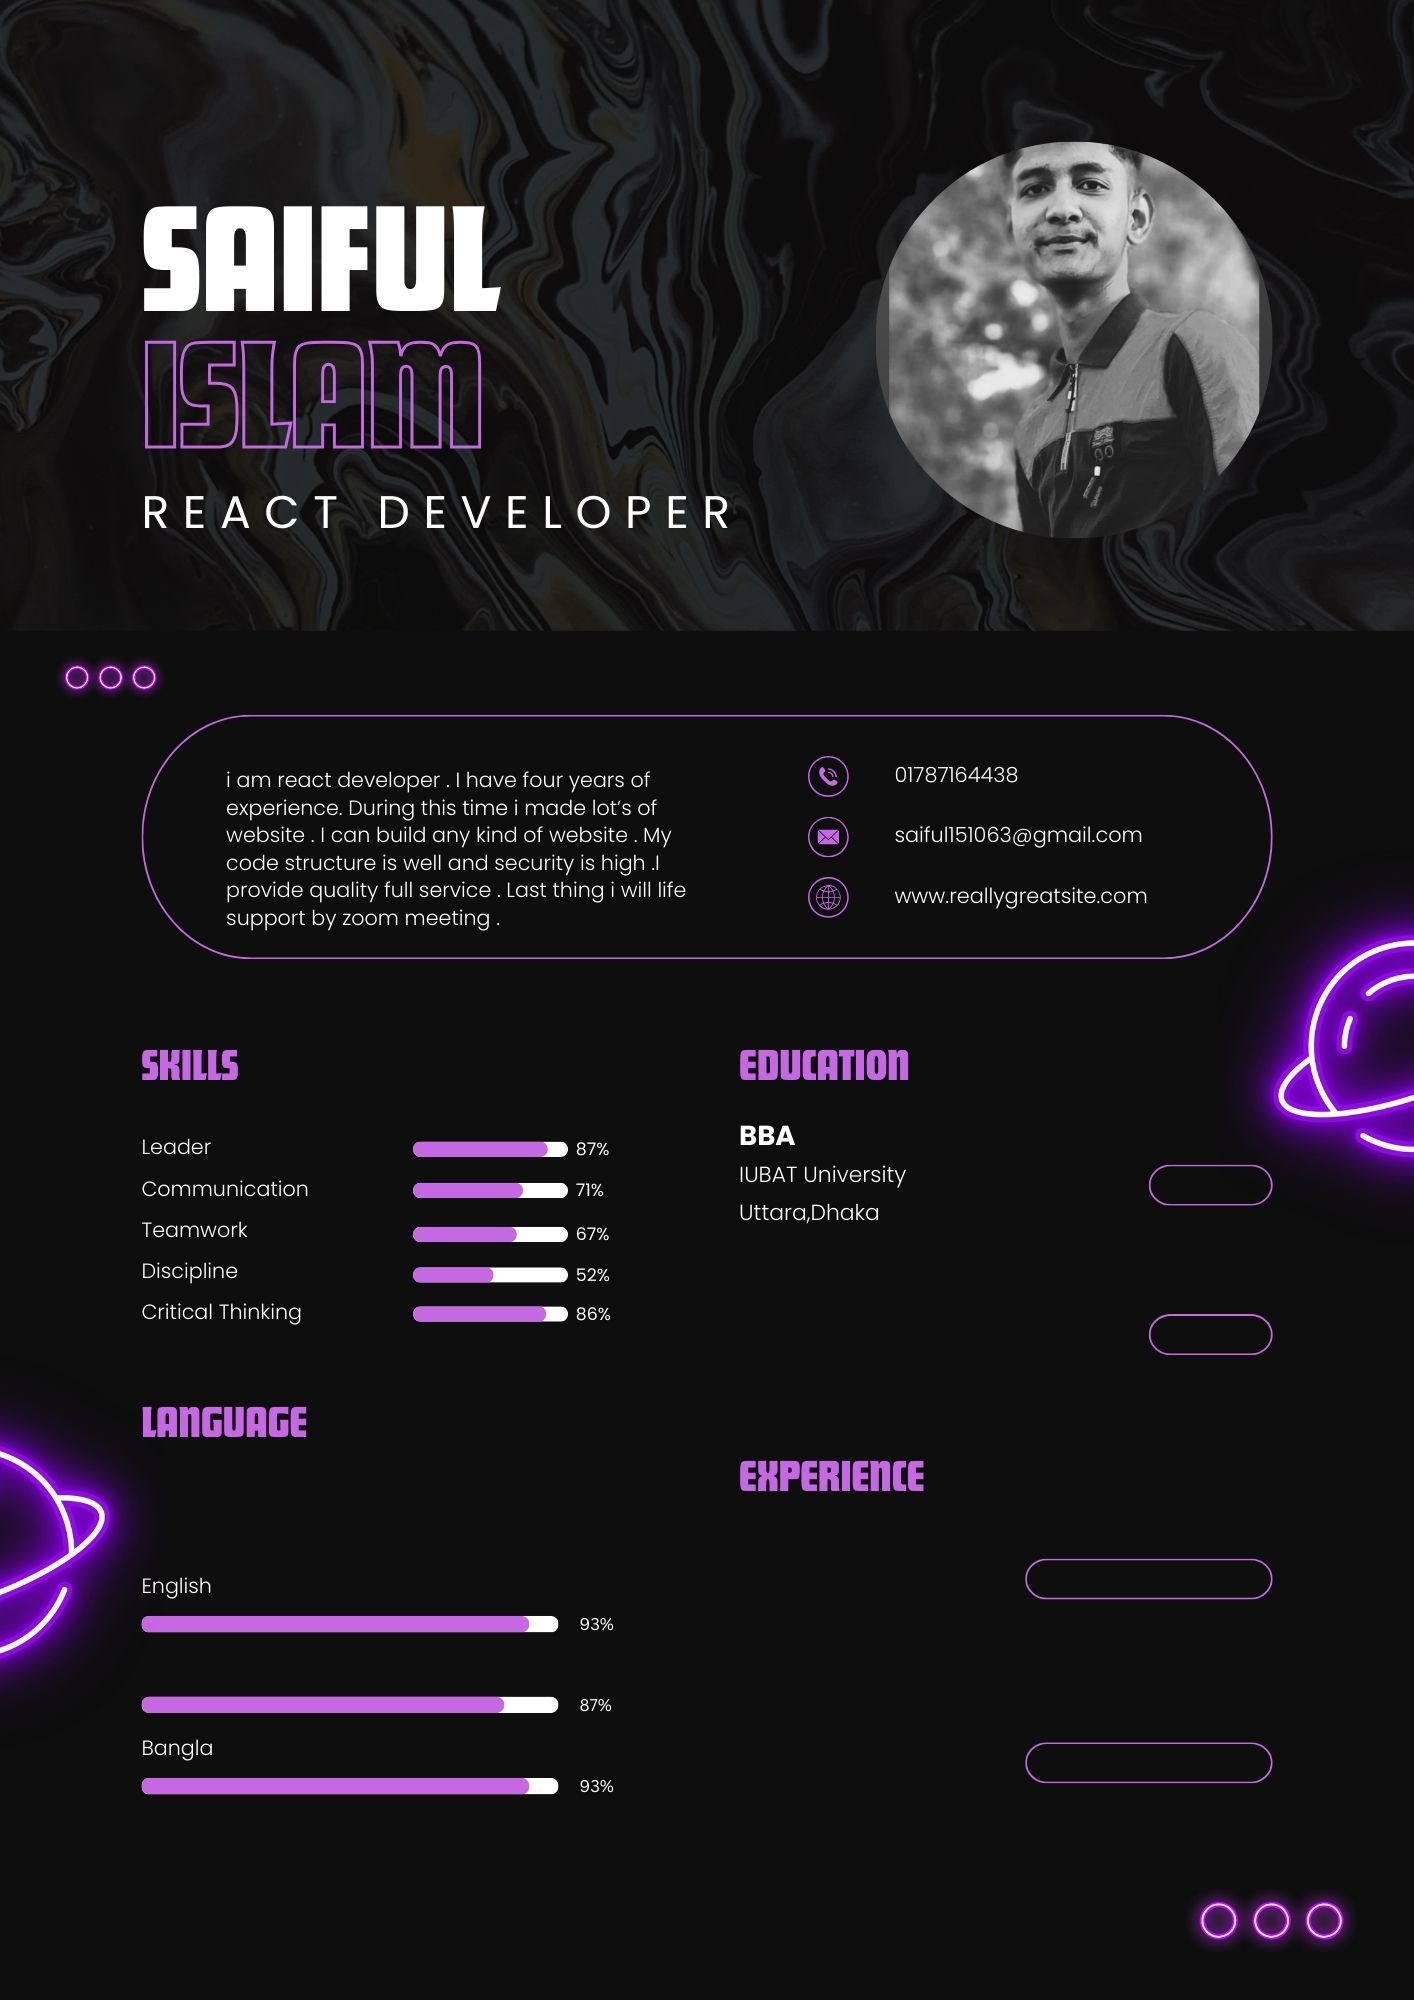 SAIFUL
ISLAM
REACT DEVELOPER
i am react developer . I have four years of
experience. During this time i made lot's of
website . I can build any kind of website . My
code structure is well and security is high .I
provide quality full service . Last thing i will life
support by zoom meeting .
01787164438
saiful151063@gmail.com
www.reallygreatsite.com
SKILLS
Leader 87%
Communication 71%
Teamwork 67%
Discipline 52%
Critical Thinking 86%
LANGUAGE
English
93%
87%
Bangla
93%
EDUCATION
BBA
IUBAT University
Uttara,Dhaka
EXPERIENCE